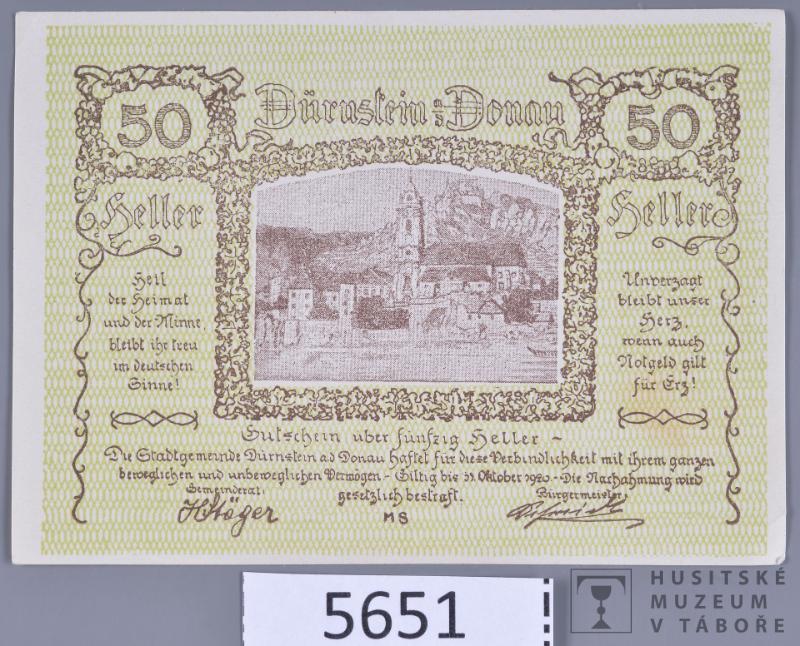 50
Dürnstein a/d Donau
50
Heller
Heller
Heil
der Heimat
und der Minne,
bleibt ihr treu
im deutschen
Sinne!
Unverzagt
bleibt unser
Herz,
wenn auch
Notgeld gilt
für Erz!
Gutschein über fünfzig Heller –
Die Stadtgemeinde Dürnstein ad Donau haftet für diese Verbindlichkeit mit ihrem ganzen
beweglichen und unbeweglichen Vermögen - Giltig bis 31. Oktober 1920 - Die Nachahmung wird
gesetzlich bestraft.
Gemeinderat:
Bürgermeister:
HStöger
MS
5651
HUSITSKÉ
MUZEUM
V TÁBOŘE